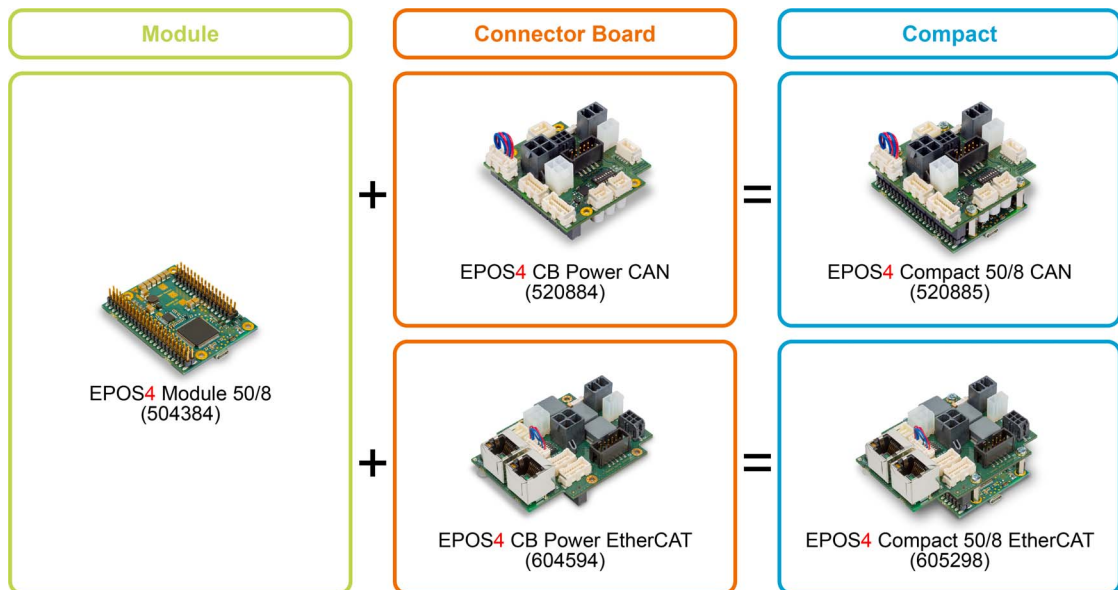 Module
Connector Board
Compact
EPOS4 Module 50/8
(504384)
+
EPOS4 CB Power CAN
(520884)
=
EPOS4 Compact 50/8 CAN
(520885)
+
EPOS4 CB Power EtherCAT
(604594)
=
EPOS4 Compact 50/8 EtherCAT
(605298)